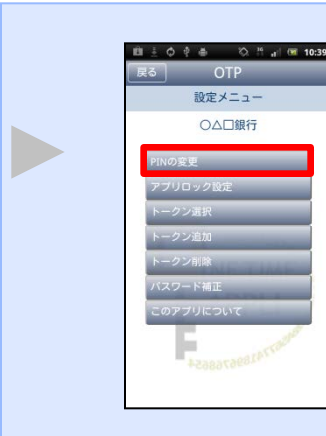 10:39
戻る OTP
設定メニュー
○△□銀行
PINの変更
アプリロック設定
トークン選択
トークン追加
トークン削除
パスワード補正
このアプリについて